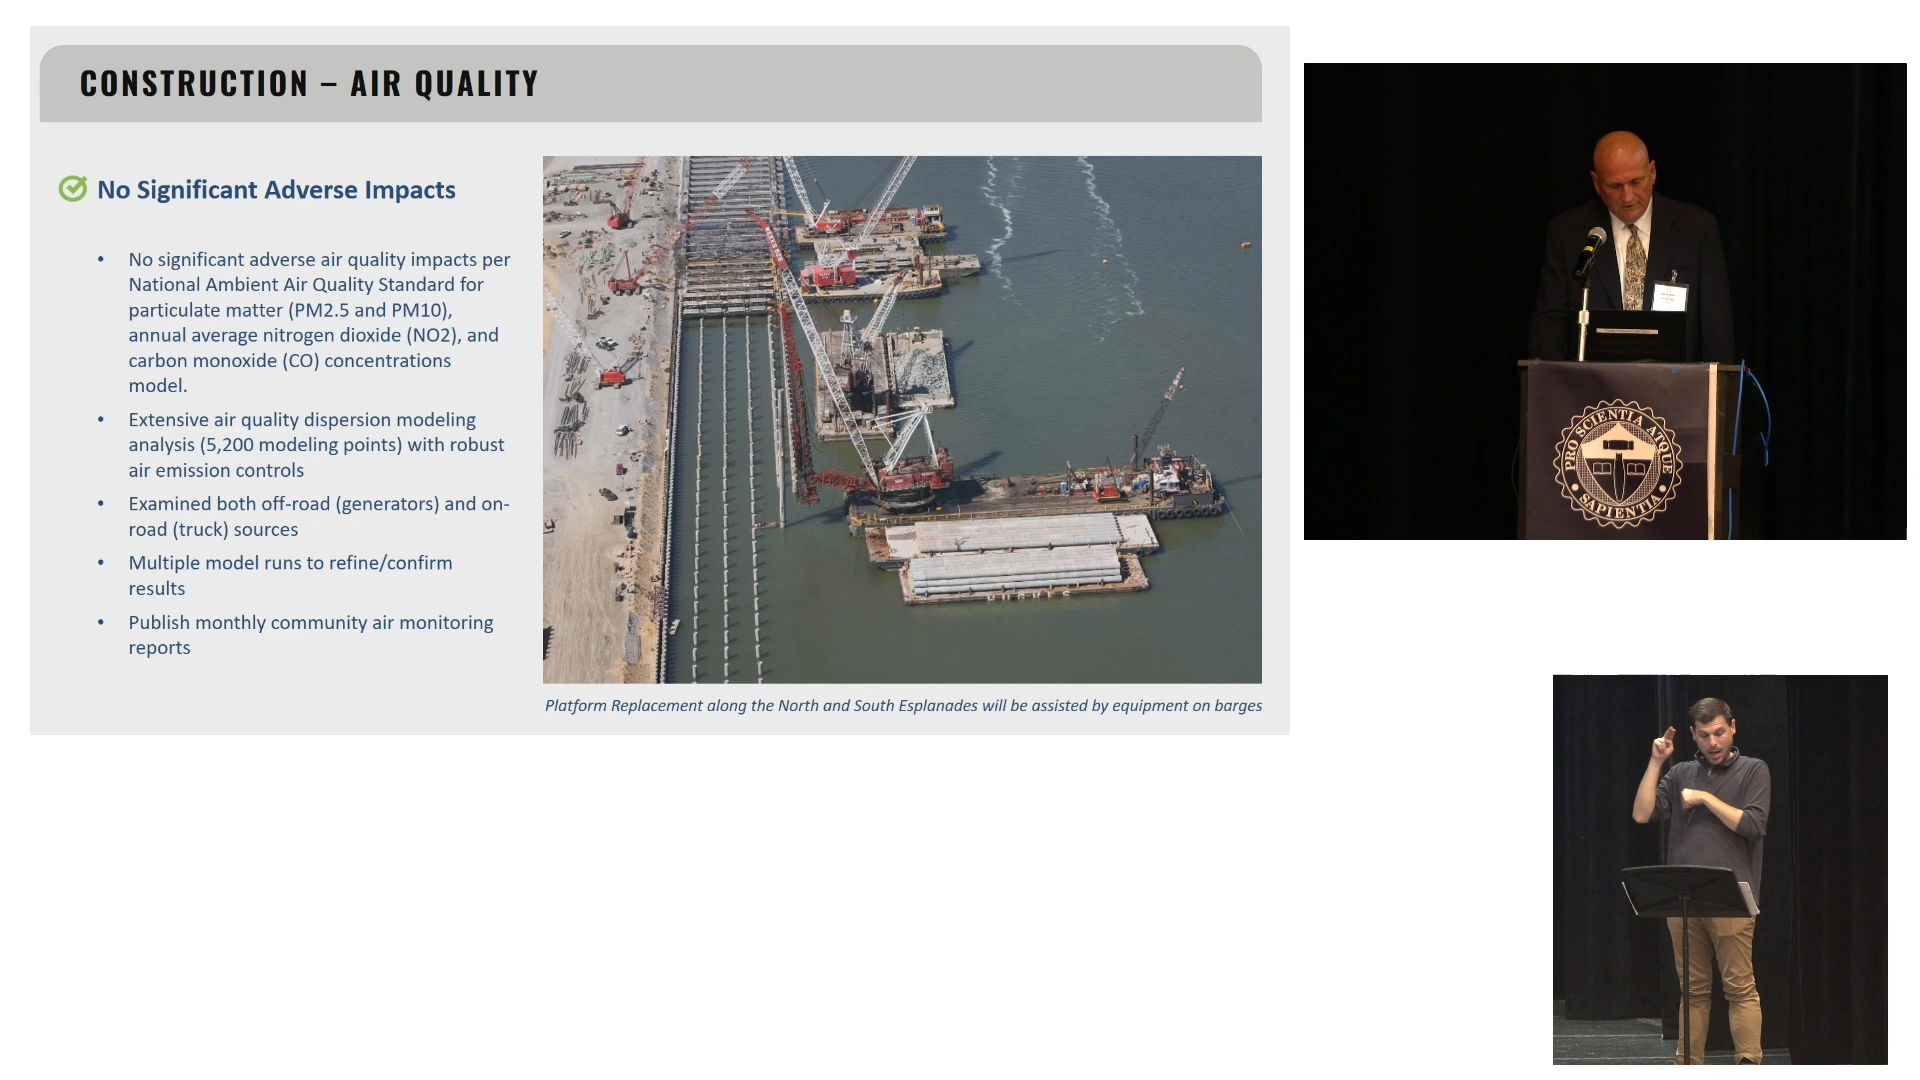 CONSTRUCTION – AIR QUALITY
No Significant Adverse Impacts
• No significant adverse air quality impacts per
National Ambient Air Quality Standard for
particulate matter (PM2.5 and PM10),
annual average nitrogen dioxide (NO2), and
carbon monoxide (CO) concentrations
model.
• Extensive air quality dispersion modeling
analysis (5,200 modeling points) with robust
air emission controls
• Examined both off-road (generators) and on-
road (truck) sources
• Multiple model runs to refine/confirm
results
• Publish monthly community air monitoring
reports
HUGHES
Platform Replacement along the North and South Esplanades will be assisted by equipment on barges
PRO SCIENTIA ATQUE
SAPIENTIA